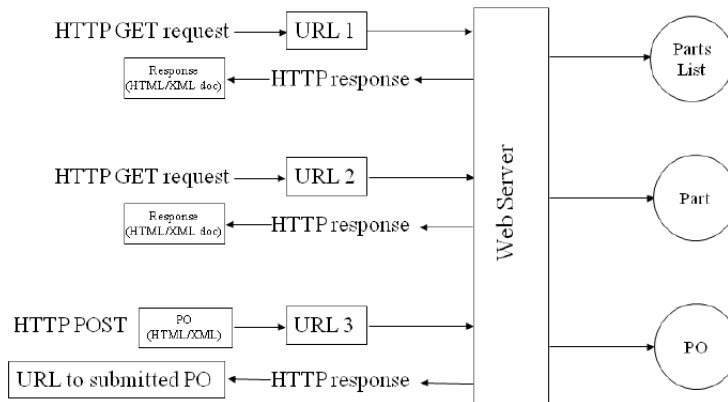 HTTP GET request
URL 1
Response
(HTML/XML doc)
HTTP response
Parts
List
HTTP GET request
URL 2
Response
(HTML/XML doc)
HTTP response
Web Server
Part
HTTP POST
PO
(HTML/XML)
URL 3
URL to submitted PO
HTTP response
PO